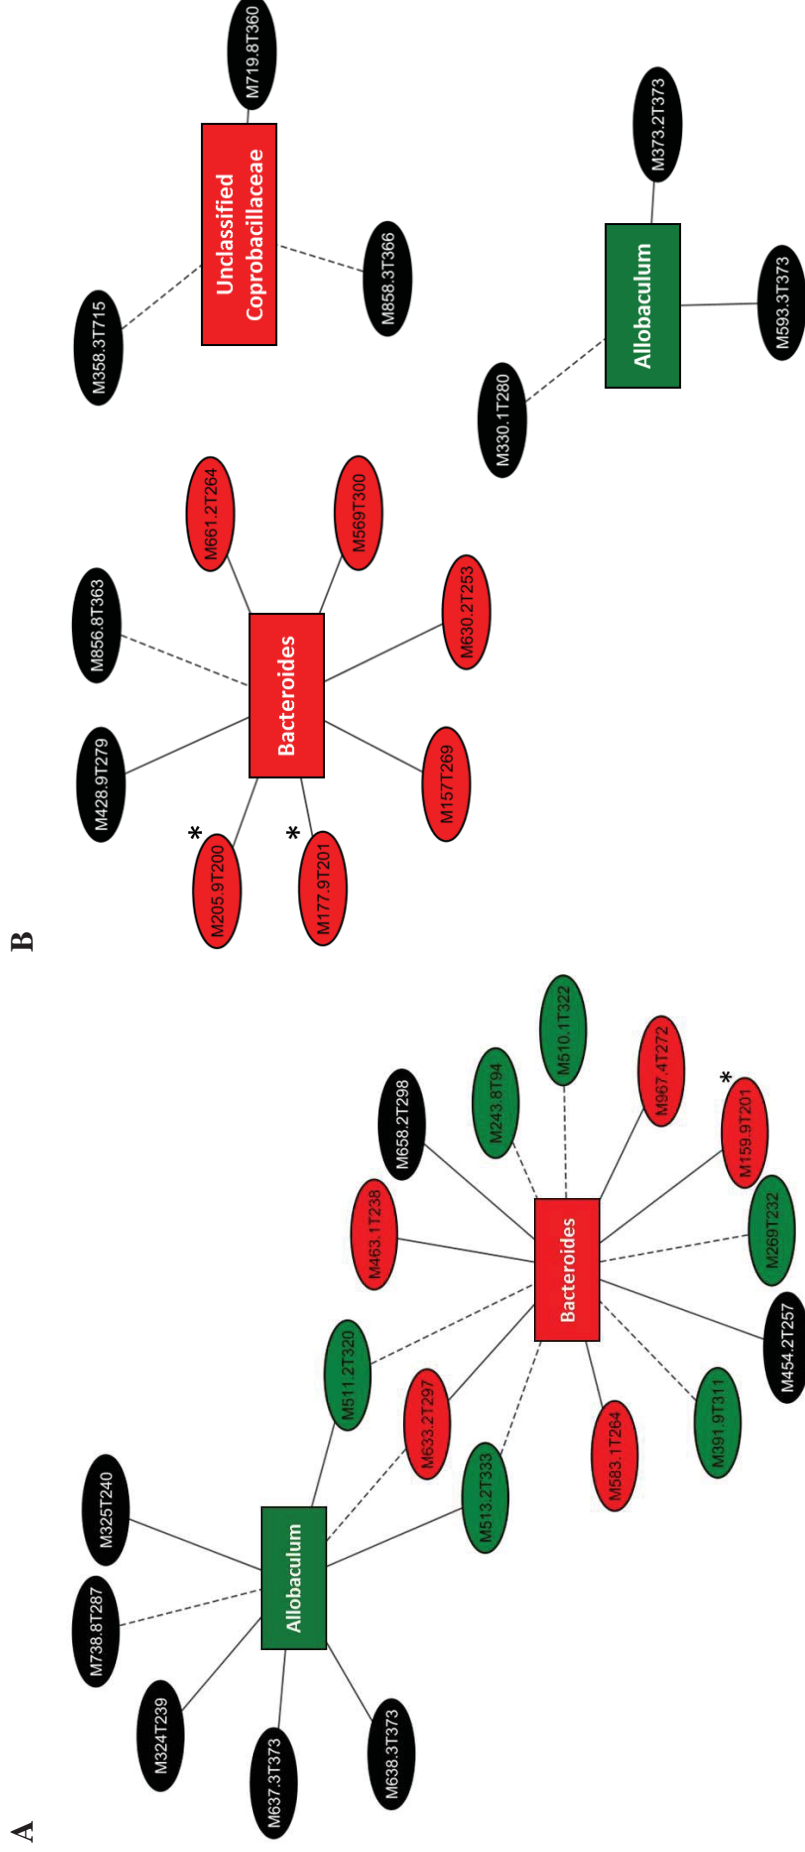 A
M325T240
M738.8T287
M324T239
M637.3T373
M638.3T373
Allobaculum
M511.2T320
M633.2T297
M513.2T333
M463.1T238
M658.2T298
M243.8T94
M510.1T322
M967.4T272
*
M159.9T201
M269T232
M454.2T257
M391.9T311
M583.1T264
Bacteroides
B
M428.9T279
M856.8T363
M661.2T264
M569T300
M630.2T253
M157T269
*
M177.9T201
*
M205.9T200
Bacteroides
M358.3T715
M719.8T360
M858.3T366
Unclassified
Coprobacillaceae
M330.1T280
M373.2T373
M593.3T373
Allobaculum